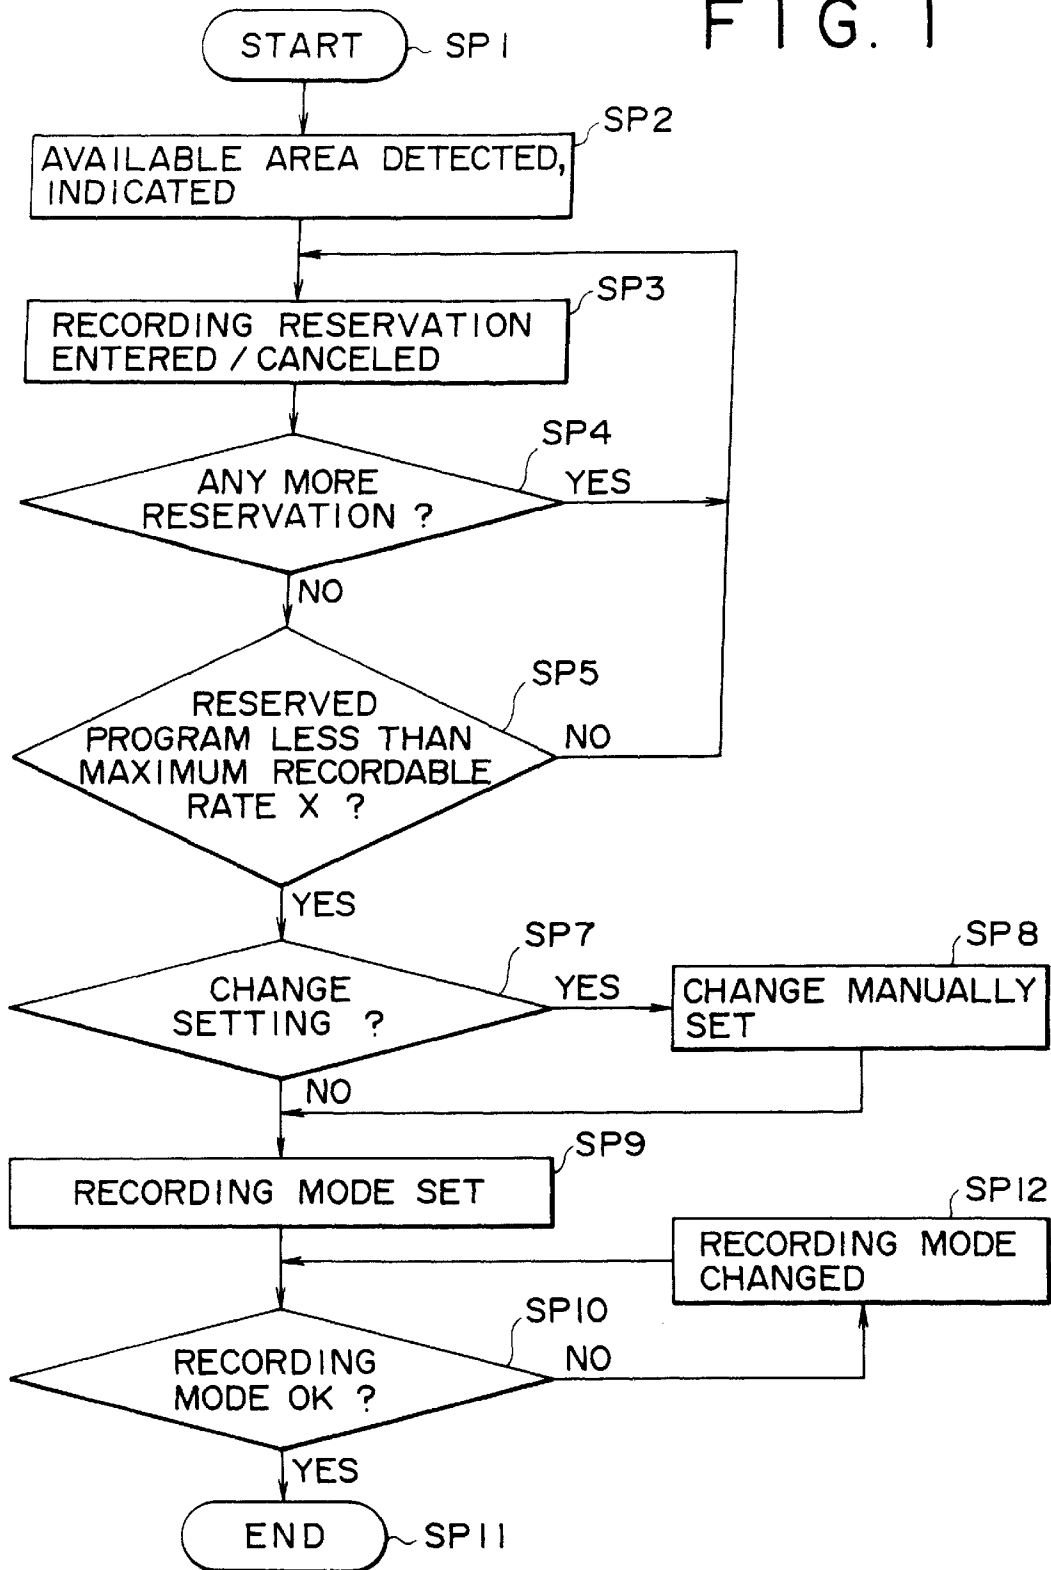 FIG. 1
START
SP1
SP2
AVAILABLE AREA DETECTED,
INDICATED
SP3
RECORDING RESERVATION
ENTERED / CANCELED
SP4
ANY MORE
RESERVATION ?
YES
NO
SP5
RESERVED
PROGRAM LESS THAN
MAXIMUM RECORDABLE
RATE X ?
NO
YES
SP7
CHANGE
SETTING ?
YES
SP8
CHANGE MANUALLY
SET
NO
SP9
RECORDING MODE SET
SP12
RECORDING MODE
CHANGED
SP10
RECORDING
MODE OK ?
NO
YES
END
SP11